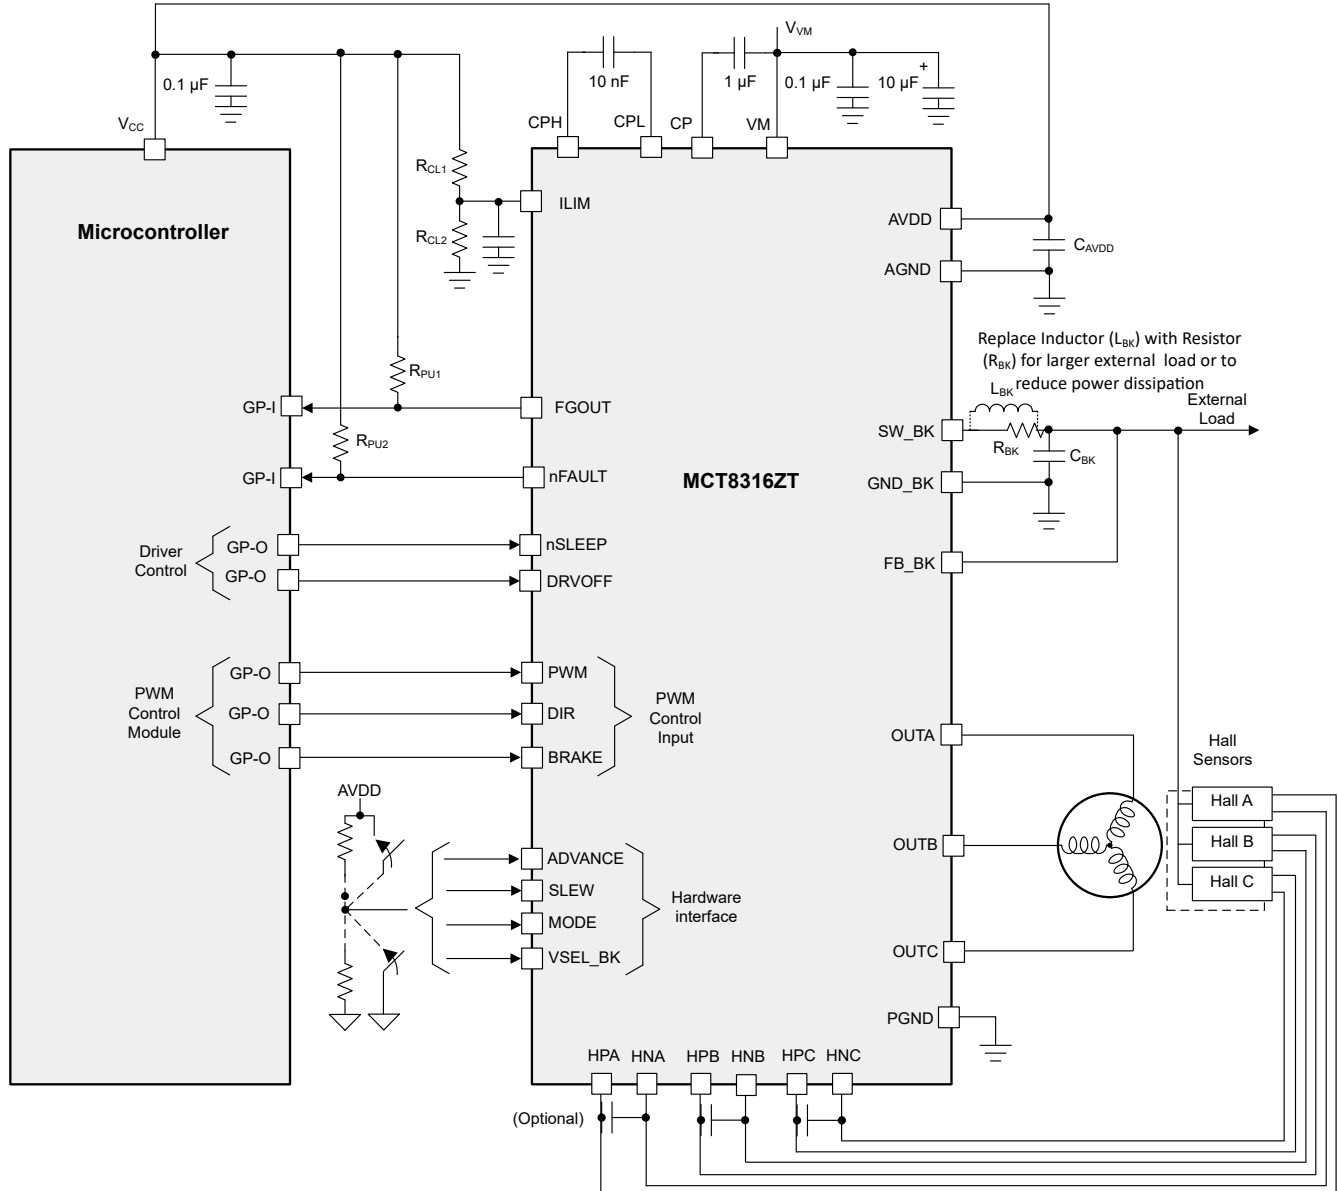 V_VM
0.1 µF
10 nF
1 µF
0.1 µF
+
10 µF
V_CC
CPH
CPL
CP
VM
R_CL1
ILIM
R_CL2
AVDD
C_AVDD
AGND
Microcontroller
Replace Inductor (L_BK) with Resistor
(R_BK) for larger external load or to
reduce power dissipation
L_BK
External
Load
R_PU1
GP-I
FGOUT
R_PU2
SW_BK
R_BK
C_BK
GP-I
nFAULT
MCT8316ZT
GND_BK
Driver
Control
GP-O
nSLEEP
GP-O
DRVOFF
FB_BK
PWM
Control
Module
GP-O
PWM
GP-O
DIR
GP-O
BRAKE
PWM
Control
Input
OUTA
Hall
Sensors
AVDD
Hall A
Hall B
Hall C
OUTB
ADVANCE
SLEW
MODE
VSEL_BK
Hardware
interface
OUTC
PGND
HPA
HNA
HPB
HNB
HPC
HNC
(Optional)